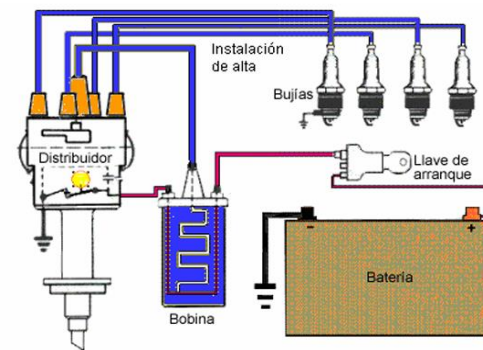 Instalación
de alta
Bujías
Distribuidor
Llave de
arranque
Batería
Bobina
-
+